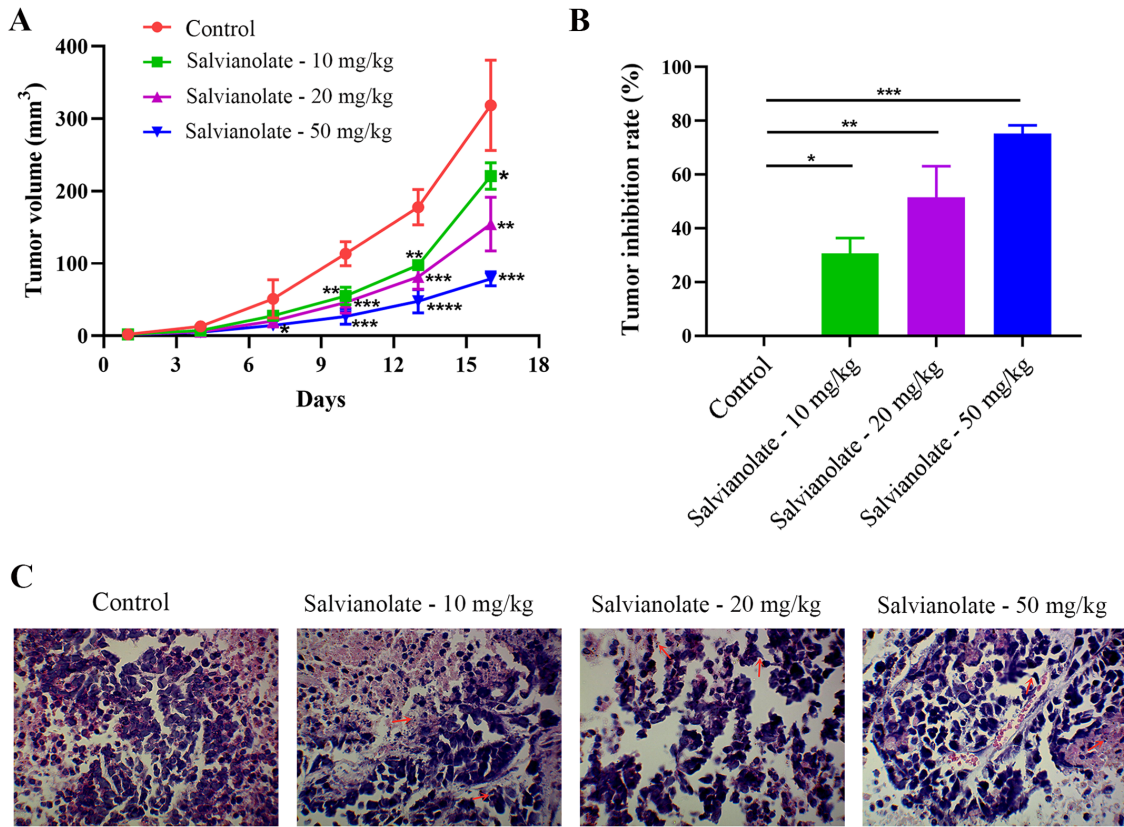 A
Control
Salvianolate - 10 mg/kg
Salvianolate - 20 mg/kg
Salvianolate - 50 mg/kg
Tumor volume (mm³)
400
300
200
100
0
0 3 6 9 12 15 18
Days
*
**
***
**
***
*
**
***
***
****
***
B
Tumor inhibition rate (%)
100
80
60
40
20
0
***
**
*
Control
Salvianolate - 10 mg/kg
Salvianolate - 20 mg/kg
Salvianolate - 50 mg/kg
C
Control
Salvianolate - 10 mg/kg
Salvianolate - 20 mg/kg
Salvianolate - 50 mg/kg